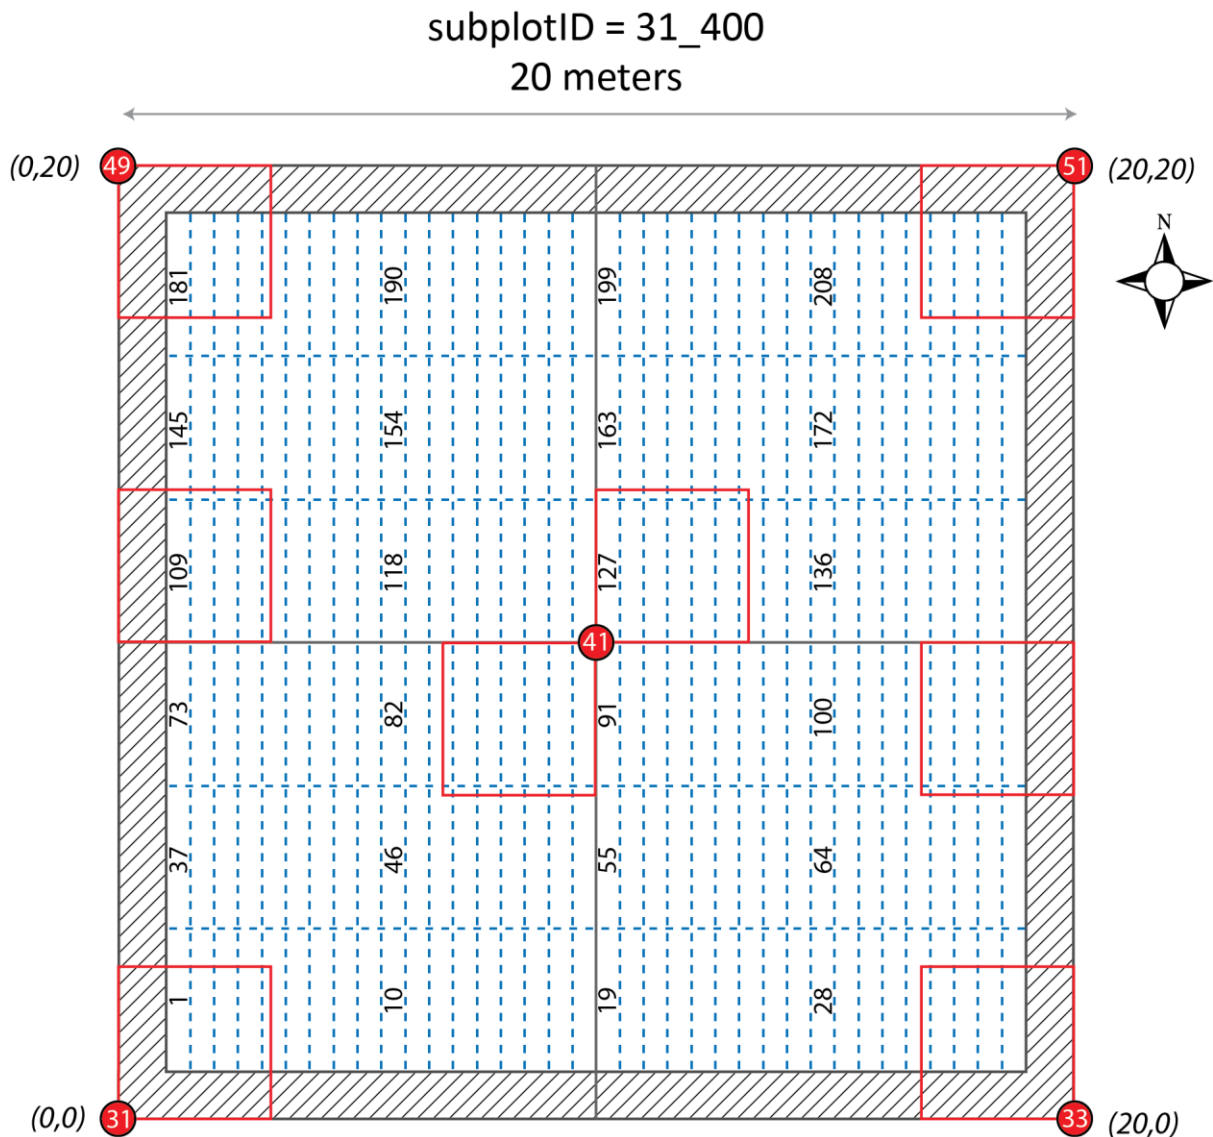 subplotID = 31_400
20 meters
(0,20) 49 51 (20,20)
N
181 190 199 208
145 154 163 172
109 118 127 136
41
73 82 91 100
37 46 55 64
1 10 19 28
(0,0) 31 33 (20,0)